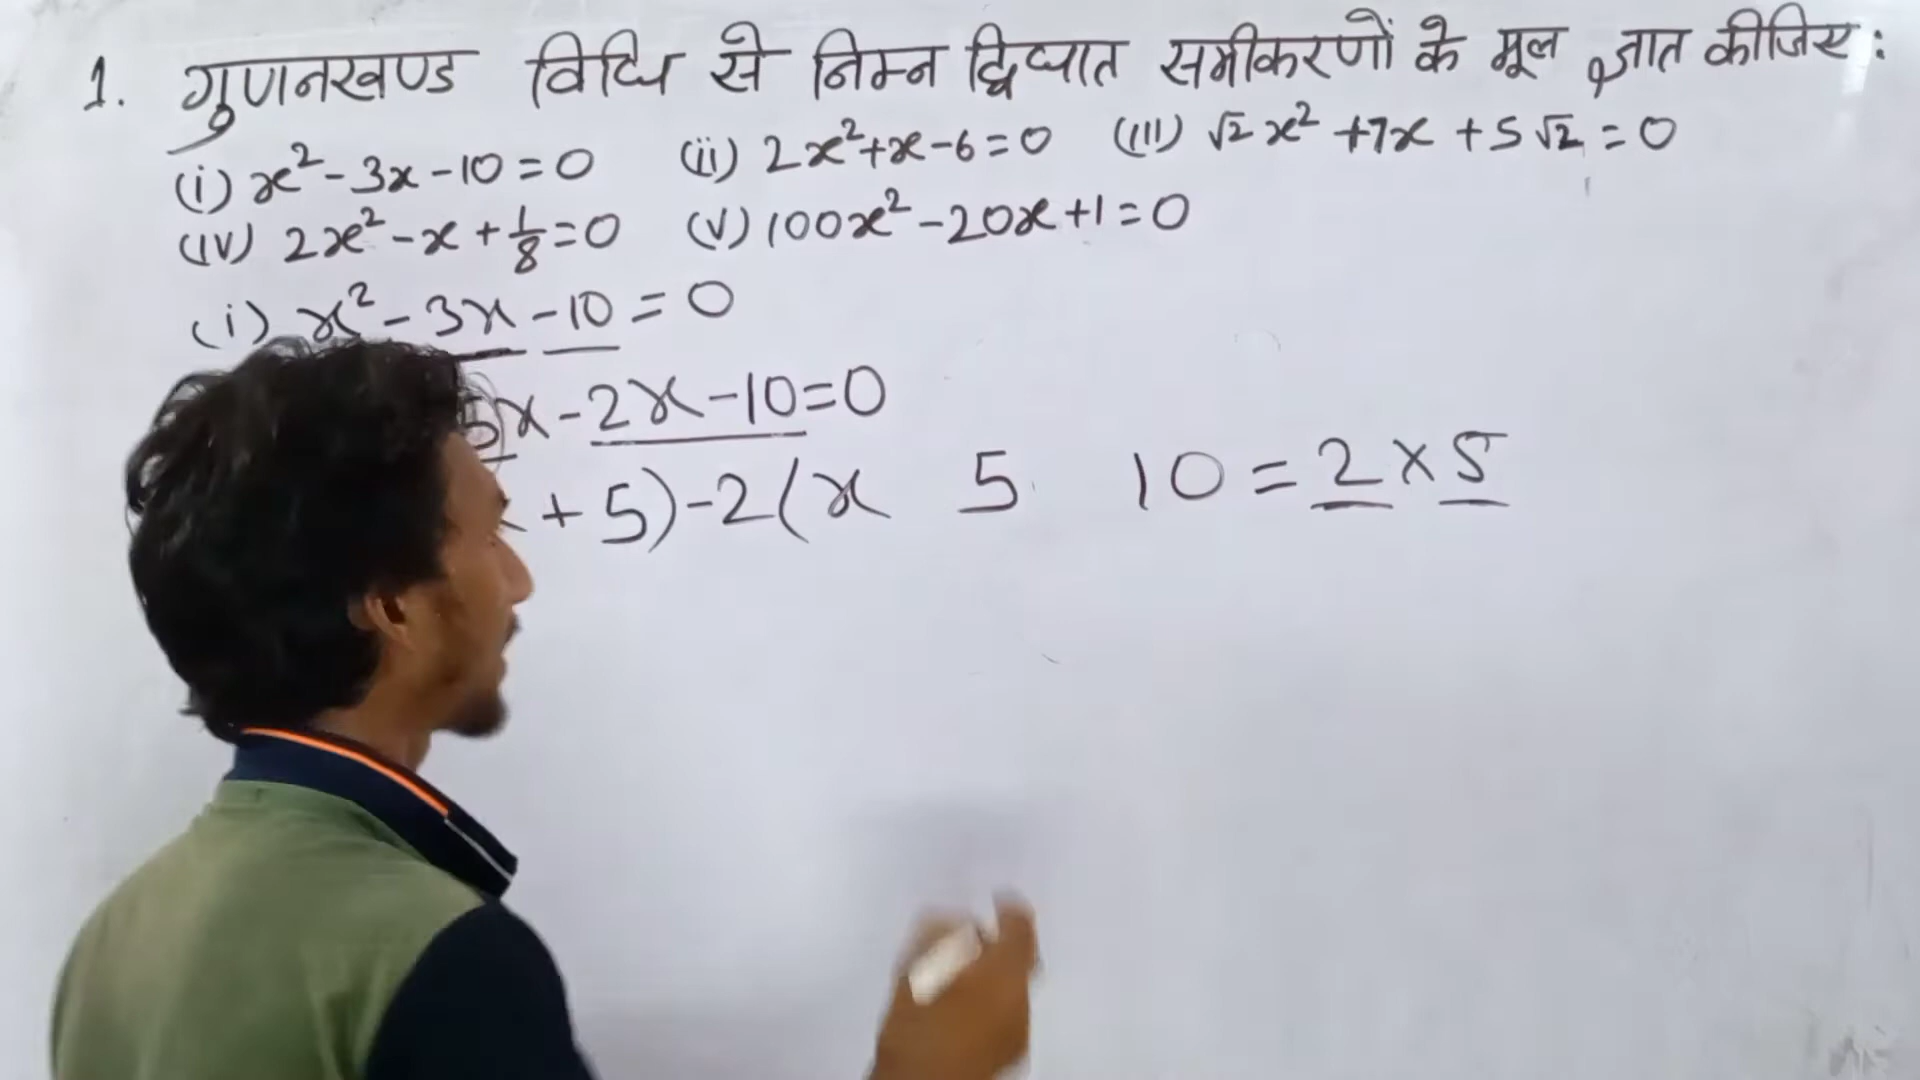 1. गुणनखण्ड विधि से निम्न द्विघात समीकरणों के मूल ज्ञात कीजिए:
(i) x²-3x-10=0 (ii) 2x²+x-6=0 (III) √2x²+7x+5√2=0
(IV) 2x²-x+1/8=0 (V) 100x²-20x+1=0
(i) x²-3x-10=0
5x-2x-10=0
+5)-2(x 5 10=2×5